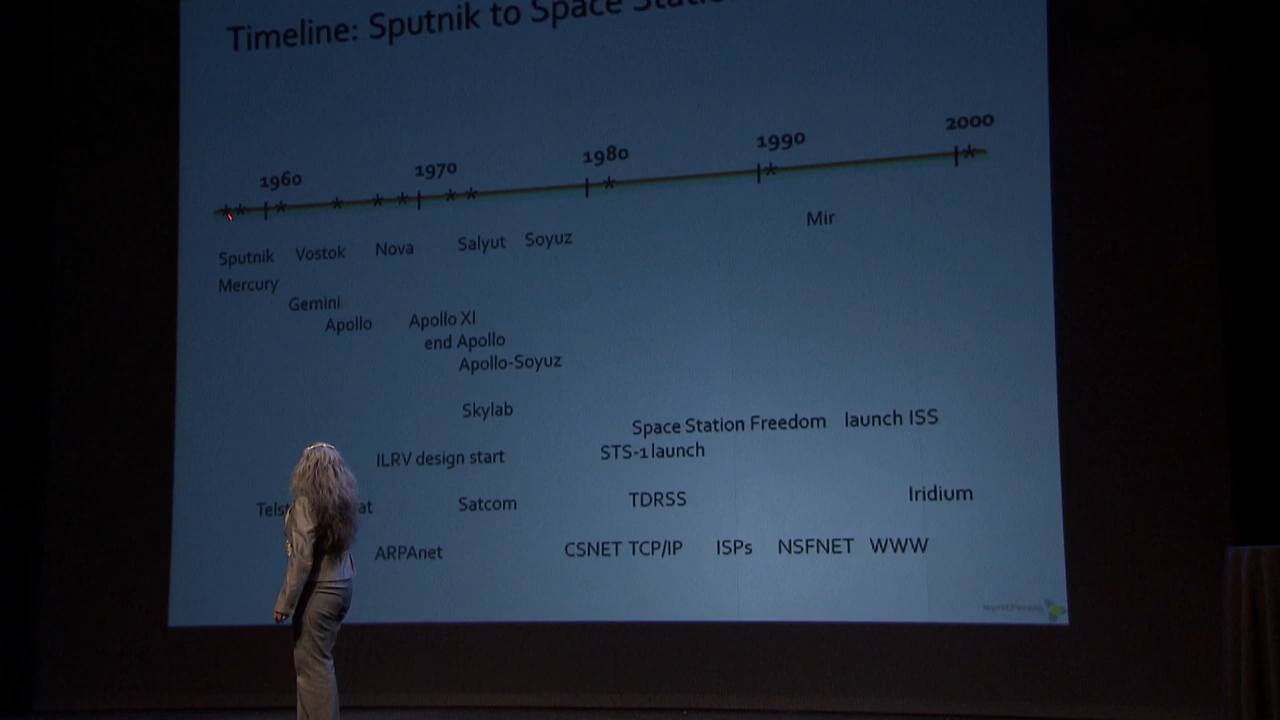 Timeline: Sputnik to Space Station
1960 1970 1980 1990 2000
Sputnik Vostok Nova Salyut Soyuz Mir
Mercury
Gemini
Apollo Apollo XI
end Apollo
Apollo-Soyuz
Skylab
Space Station Freedom launch ISS
ILRV design start STS-1 launch
Satcom TDRSS Iridium
ARPAnet CSNET TCP/IP ISPs NSFNET WWW